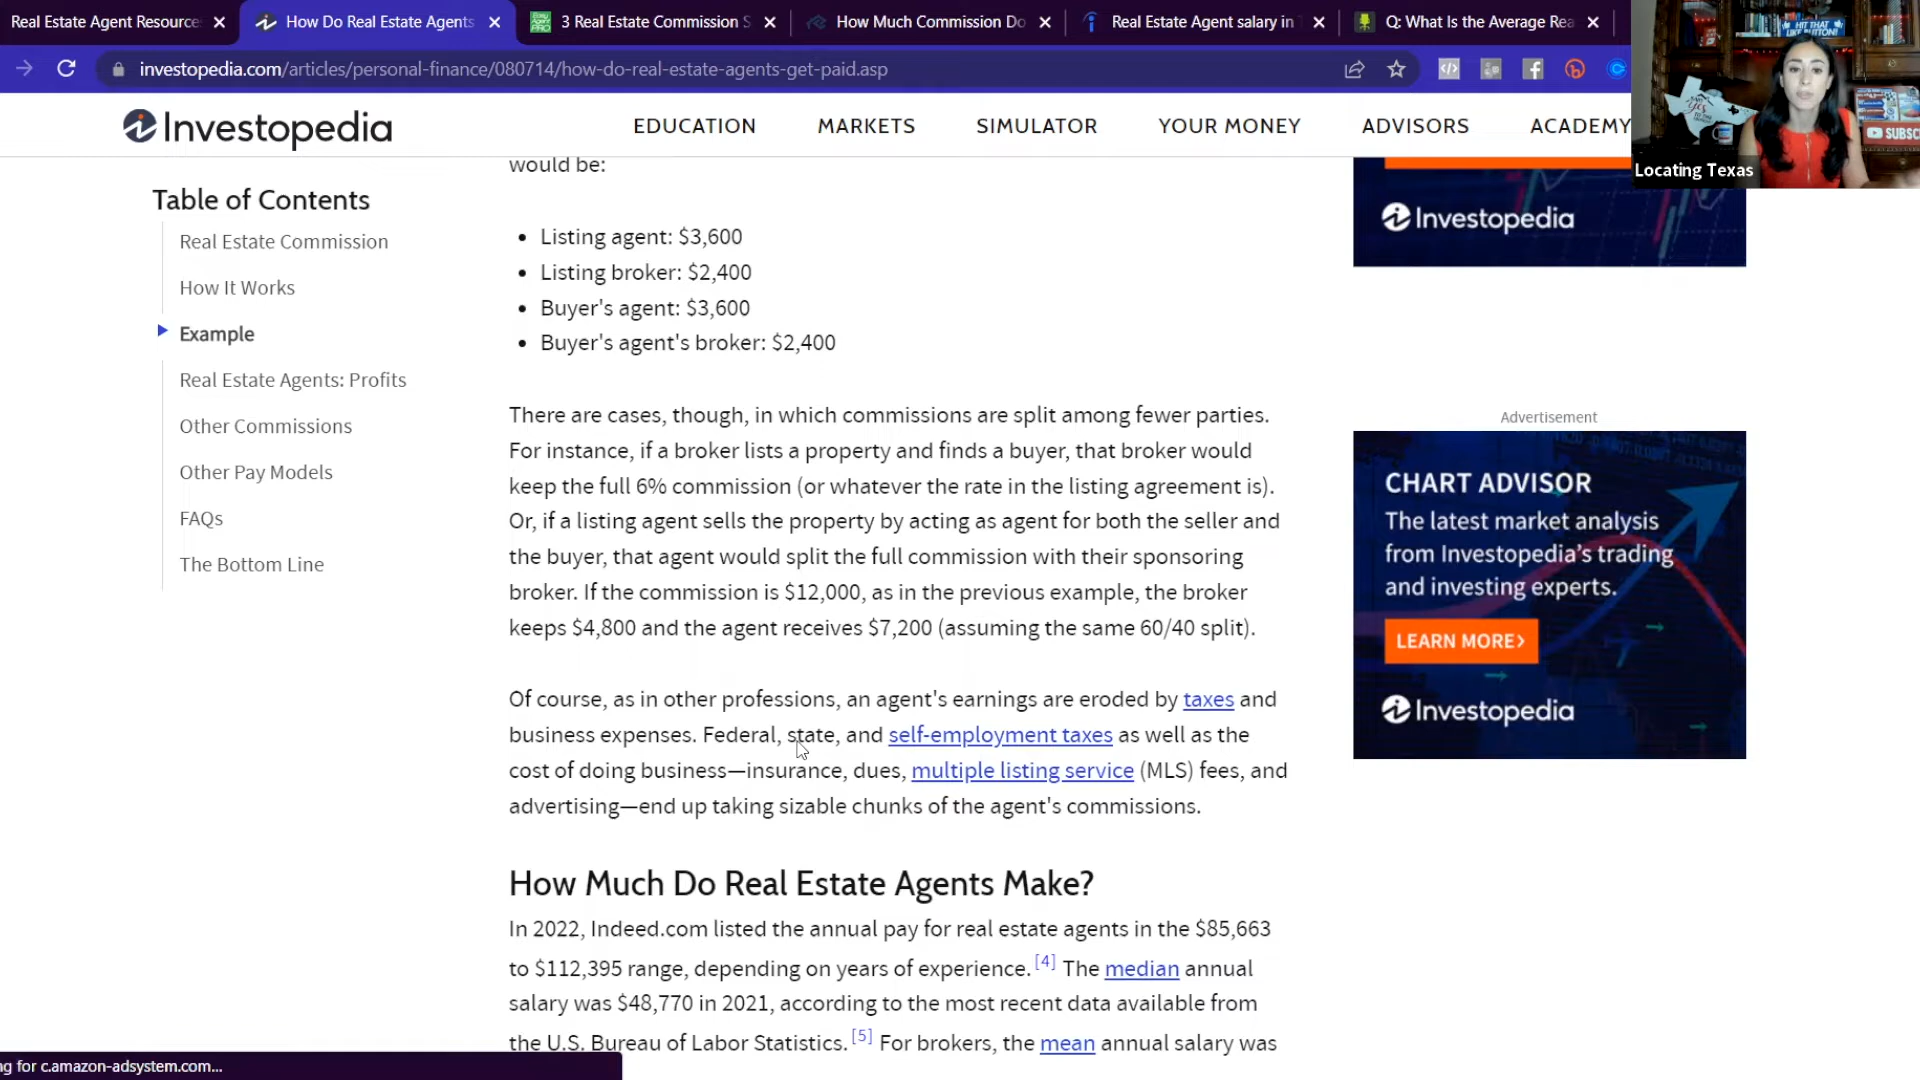 Real Estate Agent Resource
How Do Real Estate Agents
3 Real Estate Commission S
How Much Commission Do
Real Estate Agent salary in
Q: What Is the Average Rea
investopedia.com/articles/personal-finance/080714/how-do-real-estate-agents-get-paid.asp
HIT THAT
LIKE BUTTON!
SUBSC
Locating Texas
Investopedia
EDUCATION
MARKETS
SIMULATOR
YOUR MONEY
ADVISORS
ACADEMY
Table of Contents
Real Estate Commission
How It Works
Example
Real Estate Agents: Profits
Other Commissions
Other Pay Models
FAQs
The Bottom Line
would be:
• Listing agent: $3,600
• Listing broker: $2,400
• Buyer's agent: $3,600
• Buyer's agent's broker: $2,400
There are cases, though, in which commissions are split among fewer parties.
For instance, if a broker lists a property and finds a buyer, that broker would
keep the full 6% commission (or whatever the rate in the listing agreement is).
Or, if a listing agent sells the property by acting as agent for both the seller and
the buyer, that agent would split the full commission with their sponsoring
broker. If the commission is $12,000, as in the previous example, the broker
keeps $4,800 and the agent receives $7,200 (assuming the same 60/40 split).
Of course, as in other professions, an agent's earnings are eroded by taxes and
business expenses. Federal, state, and self-employment taxes as well as the
cost of doing business—insurance, dues, multiple listing service (MLS) fees, and
advertising—end up taking sizable chunks of the agent's commissions.
How Much Do Real Estate Agents Make?
In 2022, Indeed.com listed the annual pay for real estate agents in the $85,663
to $112,395 range, depending on years of experience. [4] The median annual
salary was $48,770 in 2021, according to the most recent data available from
the U.S. Bureau of Labor Statistics. [5] For brokers, the mean annual salary was
Investopedia
Advertisement
CHART ADVISOR
The latest market analysis
from Investopedia's trading
and investing experts.
LEARN MORE>
Investopedia
ng for c.amazon-adsystem.com...